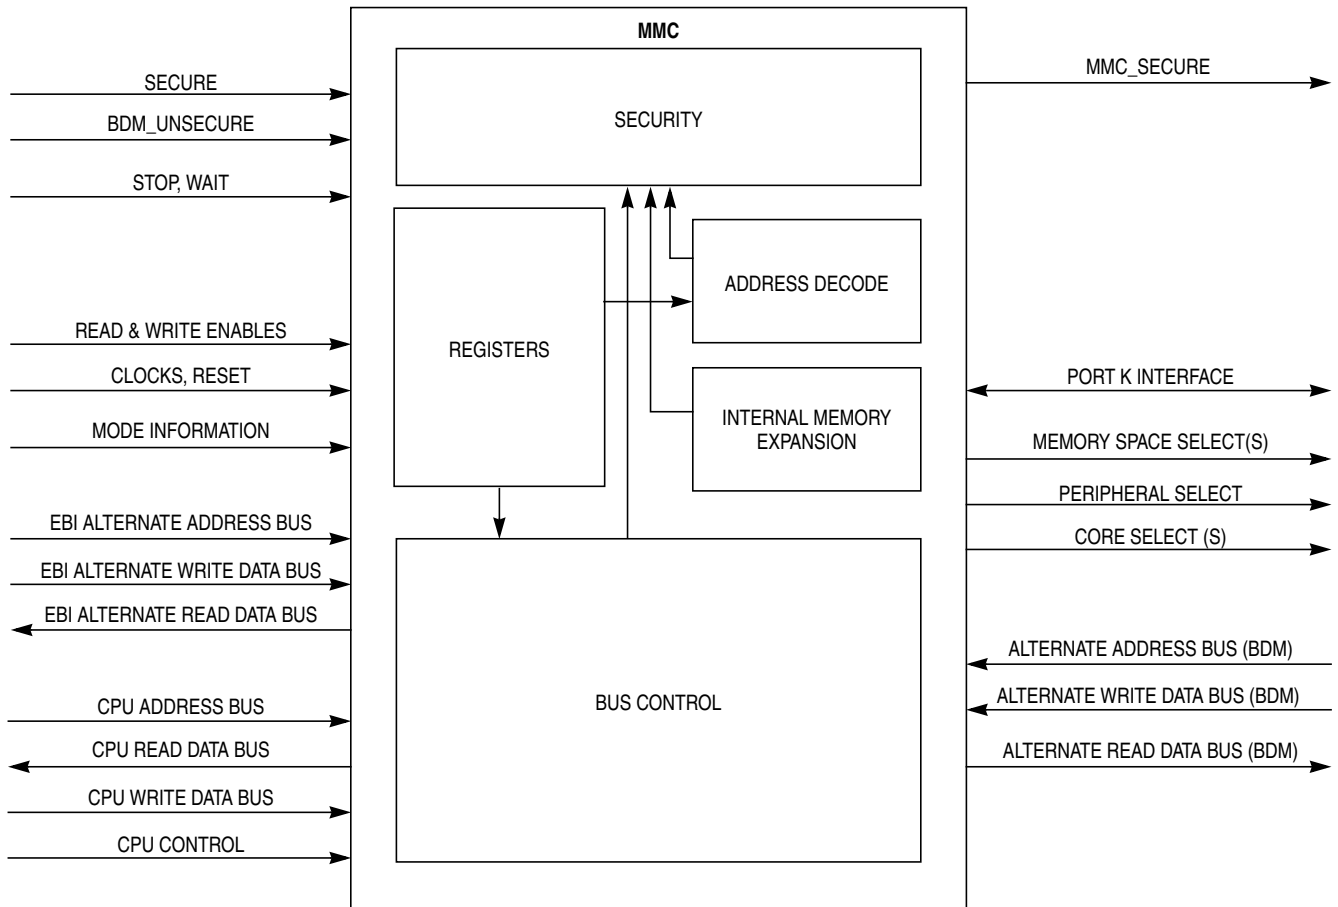 MMC
SECURE
BDM_UNSECURE
STOP, WAIT
READ & WRITE ENABLES
CLOCKS, RESET
MODE INFORMATION
EBI ALTERNATE ADDRESS BUS
EBI ALTERNATE WRITE DATA BUS
EBI ALTERNATE READ DATA BUS
CPU ADDRESS BUS
CPU READ DATA BUS
CPU WRITE DATA BUS
CPU CONTROL
SECURITY
REGISTERS
ADDRESS DECODE
INTERNAL MEMORY
EXPANSION
BUS CONTROL
MMC_SECURE
PORT K INTERFACE
MEMORY SPACE SELECT(S)
PERIPHERAL SELECT
CORE SELECT (S)
ALTERNATE ADDRESS BUS (BDM)
ALTERNATE WRITE DATA BUS (BDM)
ALTERNATE READ DATA BUS (BDM)